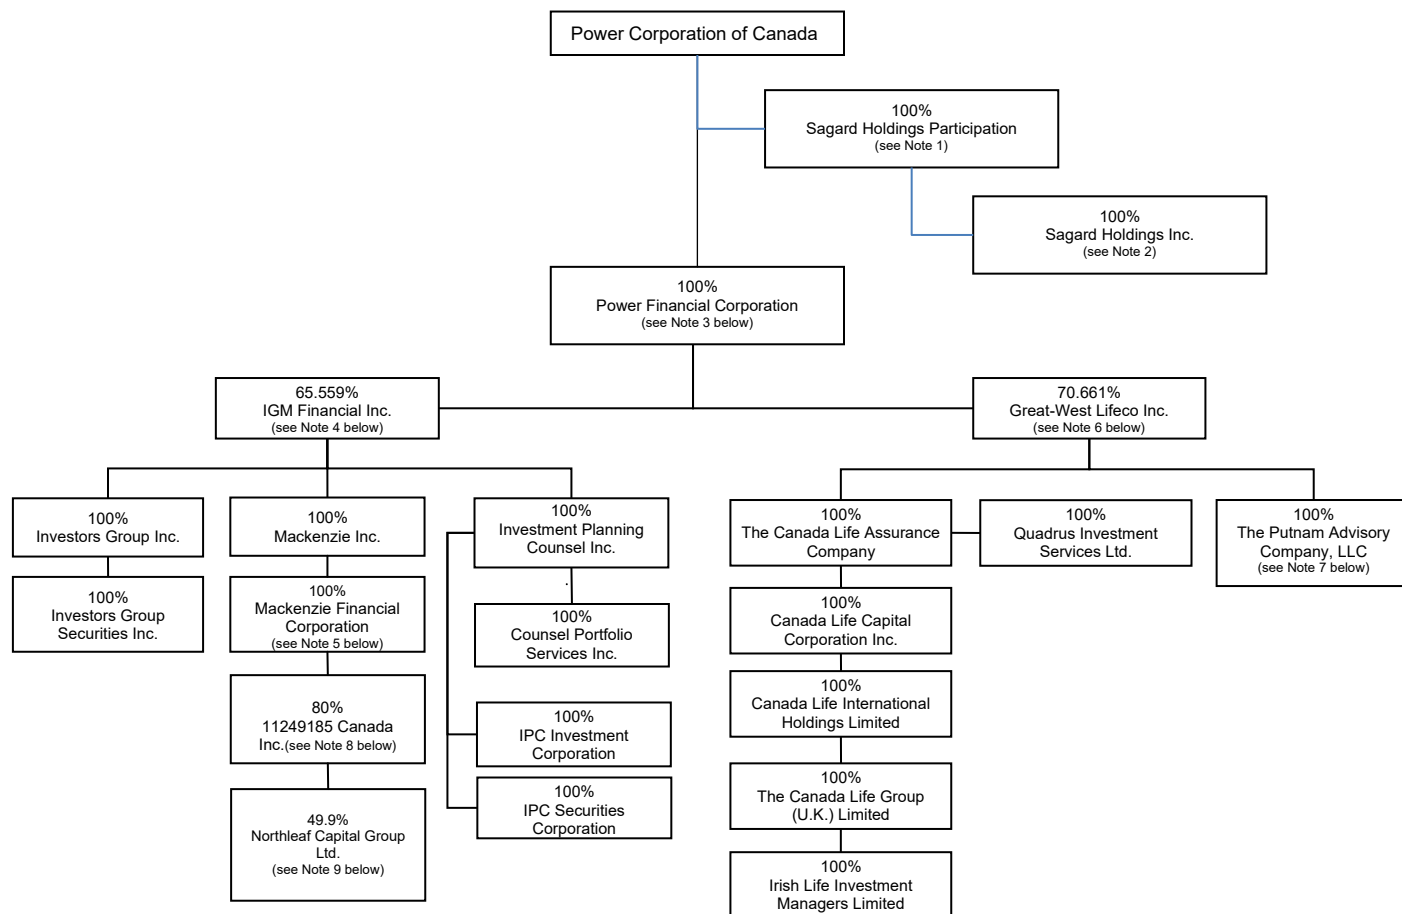 Power Corporation of Canada
100%
Sagard Holdings Participation
(see Note 1)
100%
Sagard Holdings Inc.
(see Note 2)
100%
Power Financial Corporation
(see Note 3 below)
65.559%
IGM Financial Inc.
(see Note 4 below)
70.661%
Great-West Lifeco Inc.
(see Note 6 below)
100%
Investors Group Inc.
100%
Mackenzie Inc.
100%
Investment Planning
Counsel Inc.
.
100%
The Canada Life Assurance
Company
100%
Quadrus Investment
Services Ltd.
100%
The Putnam Advisory
Company, LLC
(see Note 7 below)
100%
Investors Group
Securities Inc.
100%
Mackenzie Financial
Corporation
(see Note 5 below)
100%
Counsel Portfolio
Services Inc.
100%
Canada Life Capital
Corporation Inc.
80%
11249185 Canada
Inc.(see Note 8 below)
100%
IPC Investment
Corporation
100%
Canada Life International
Holdings Limited
49.9%
Northleaf Capital Group
Ltd.
(see Note 9 below)
100%
IPC Securities
Corporation
100%
The Canada Life Group
(U.K.) Limited
100%
Irish Life Investment
Managers Limited